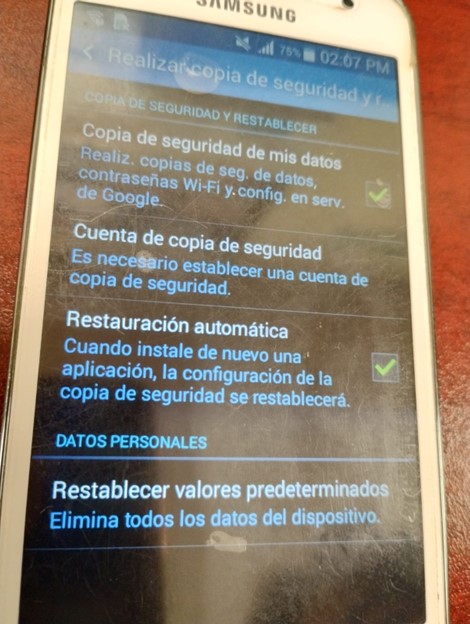 SAMSUNG
75% 02:07 PM
Realizar copia de seguridad y r
COPIA DE SEGURIDAD Y RESTABLECER
Copia de seguridad de mis datos
Realiz. copias de seg. de datos,
contraseñas Wi-Fi y config. en serv.
de Google.
Cuenta de copia de seguridad
Es necesario establecer una cuenta de
copia de seguridad.
Restauración automática
Cuando instale de nuevo una
aplicación, la configuración de la
copia de seguridad se restablecerá.
DATOS PERSONALES
Restablecer valores predeterminados
Elimina todos los datos del dispositivo.